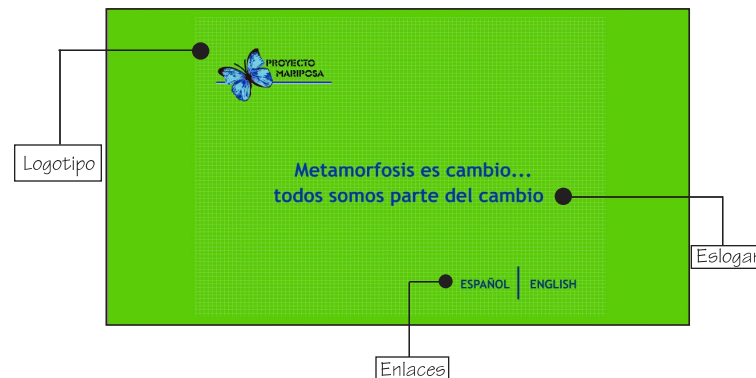 PROYECTO
MARIPOSA
Logotipo
Metamorfosis es cambio...
todos somos parte del cambio
Eslogan
ESPAÑOL | ENGLISH
Enlaces